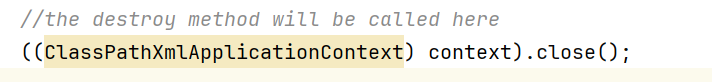 //the destroy method will be called here
((ClassPathXmlApplicationContext) context).close();